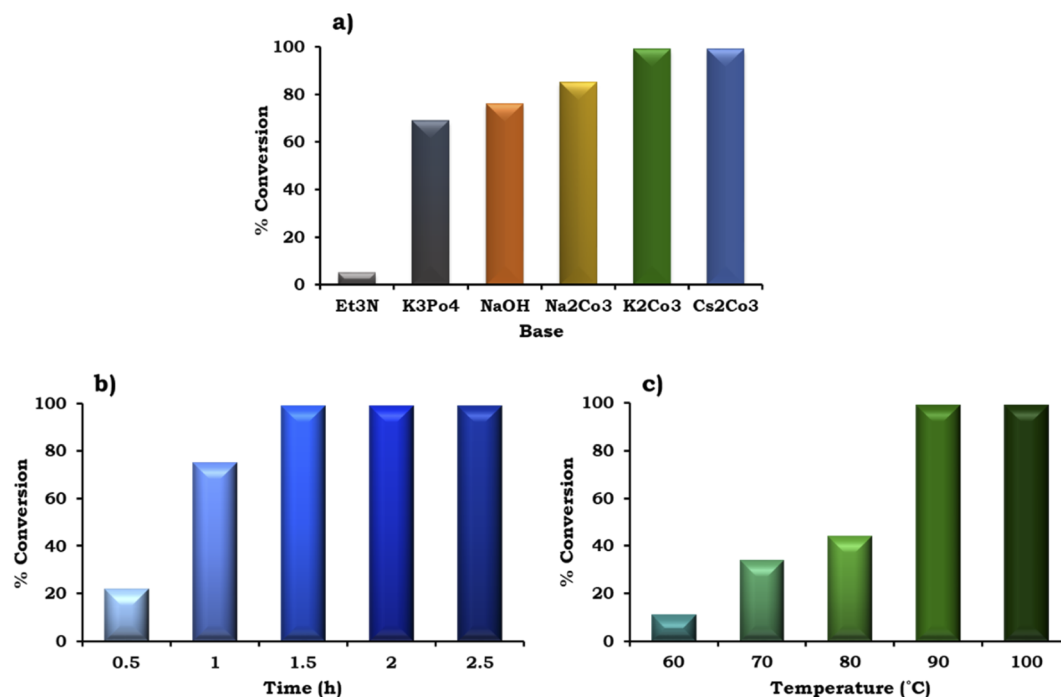 a)
100
80
60
40
20
0
% Conversion
Et3N K3Po4 NaOH Na2Co3 K2Co3 Cs2Co3
Base
b)
100
80
60
40
20
0
% Conversion
0.5 1 1.5 2 2.5
Time (h)
c)
100
80
60
40
20
0
% Conversion
60 70 80 90 100
Temperature (˚C)